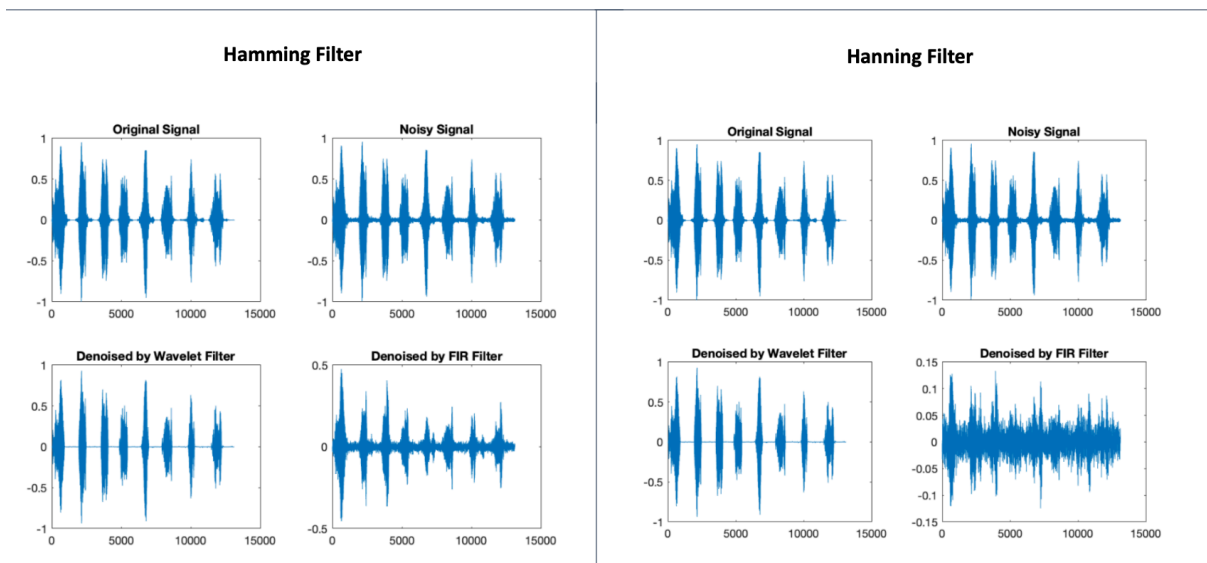 Hamming Filter
Original Signal
1
0.5
0
-0.5
-1
0 5000 10000 15000
Noisy Signal
1
0.5
0
-0.5
-1
0 5000 10000 15000
Denoised by Wavelet Filter
1
0.5
0
-0.5
-1
0 5000 10000 15000
Denoised by FIR Filter
0.5
0
-0.5
0 5000 10000 15000
Hanning Filter
Original Signal
1
0.5
0
-0.5
-1
0 5000 10000 15000
Noisy Signal
1
0.5
0
-0.5
-1
0 5000 10000 15000
Denoised by Wavelet Filter
1
0.5
0
-0.5
-1
0 5000 10000 15000
Denoised by FIR Filter
0.15
0.1
0.05
0
-0.05
-0.1
-0.15
0 5000 10000 15000